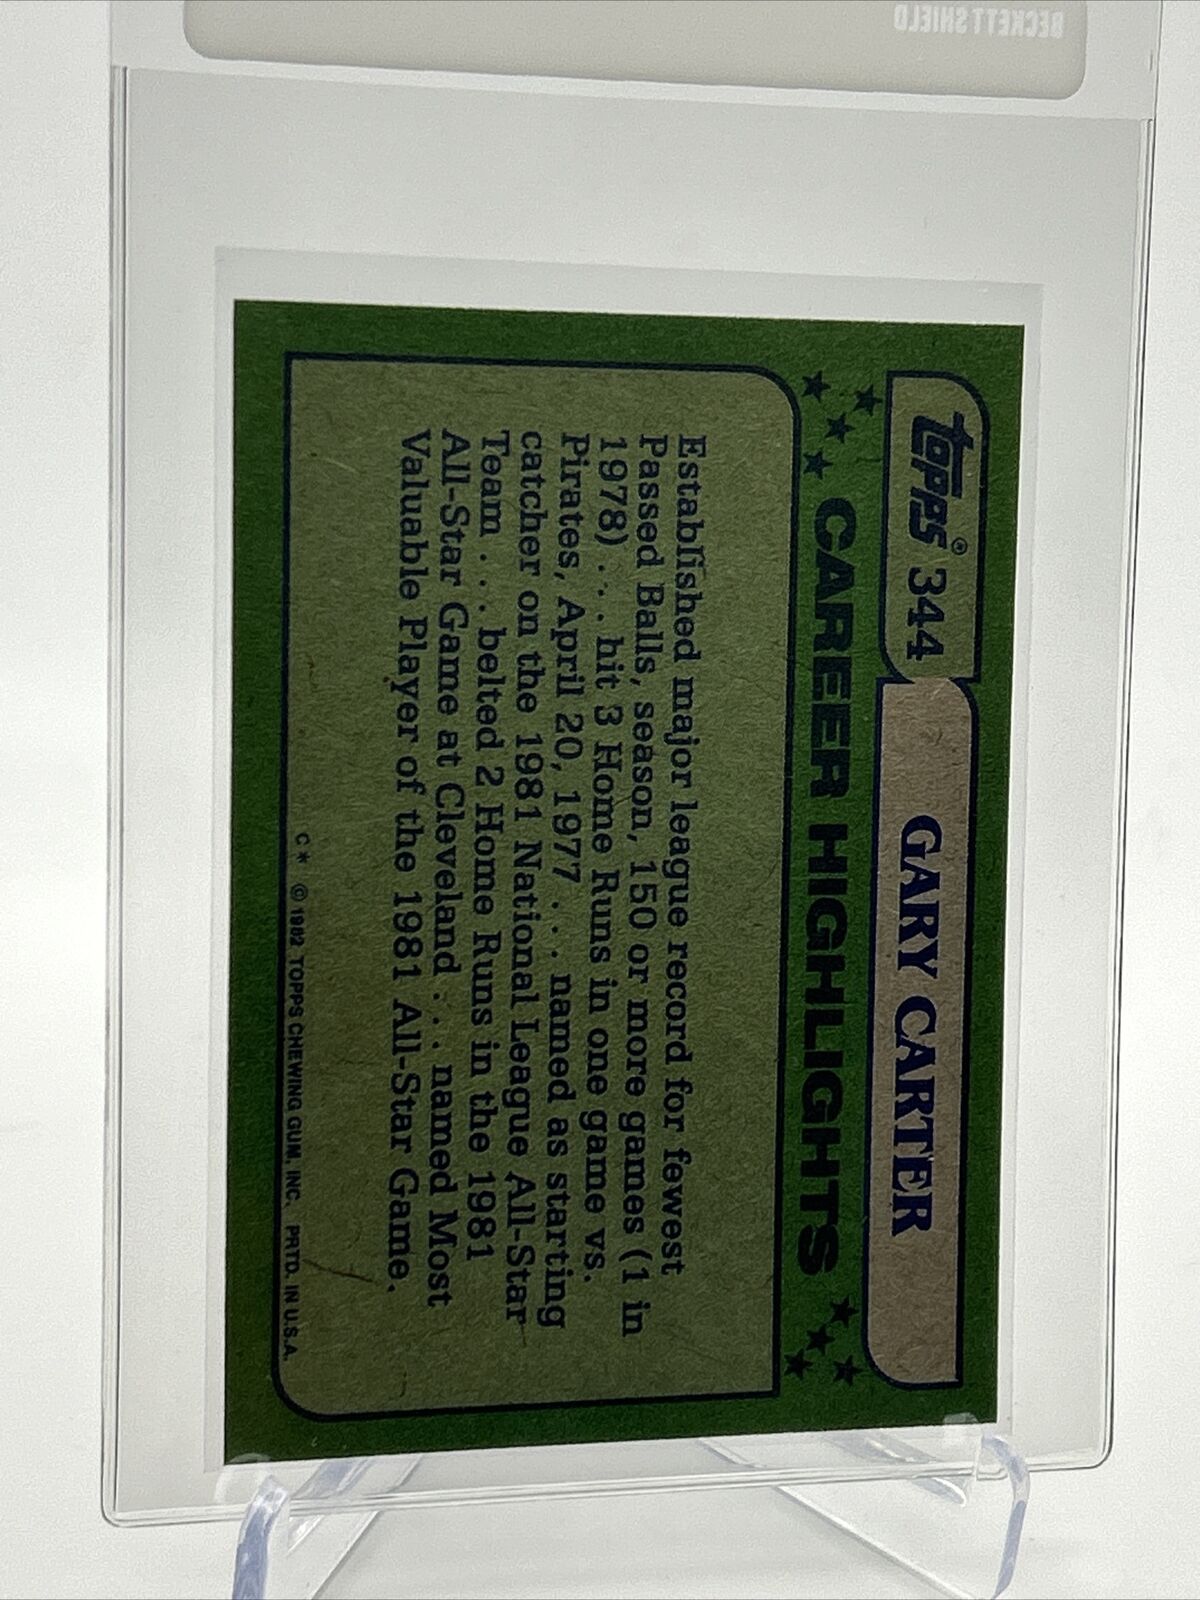 BECKETT SHIELD
TOPPS® 344
GARY CARTER
CAREER HIGHLIGHTS
Established major league record for fewest
Passed Balls, season, 150 or more games (1 in
1978) . . . hit 3 Home Runs in one game vs.
Pirates, April 20, 1977 . . . named as starting
catcher on the 1981 National League All-Star
Team . . . belted 2 Home Runs in the 1981
All-Star Game at Cleveland . . . named Most
Valuable Player of the 1981 All-Star Game.
C* © 1982 TOPPS CHEWING GUM, INC. PRTD. IN U.S.A.